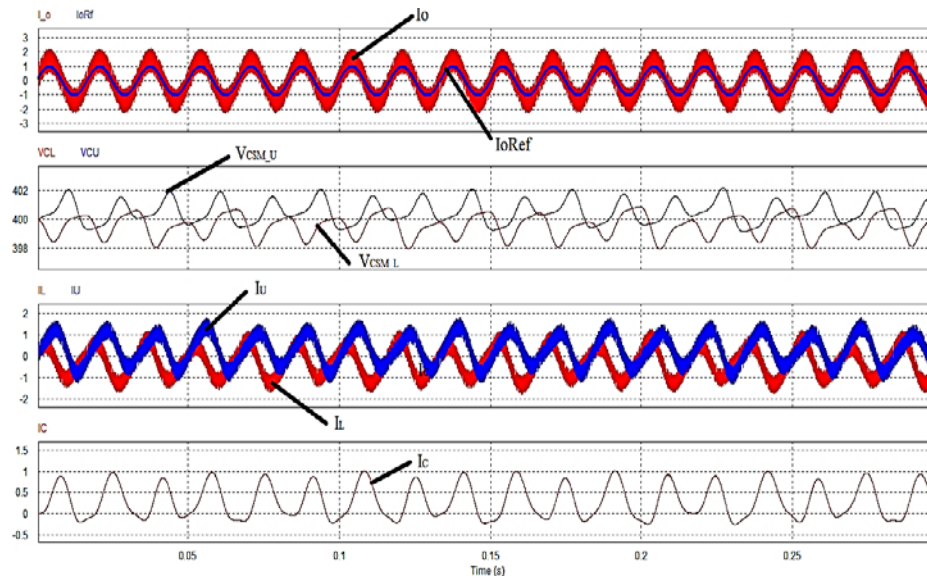 I_o IoRf
Io
3
2
1
0
-1
-2
-3
IoRef
VCL VCU
VCSM_U
402
400
398
VCSM_L
IL IU
IU
2
1
0
-1
-2
IL
IC
IC
1.5
1
0.5
0
-0.5
0.05 0.1 0.15 0.2 0.25
Time (s)